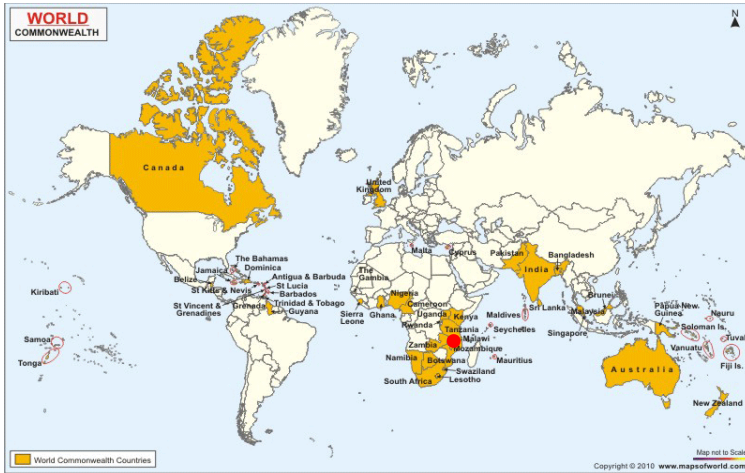 WORLD
COMMONWEALTH
N
Canada
United
Kingdom
The Bahamas
Jamaica
Dominica
Belize
Antigua & Barbuda
St Kitts & Nevis
St Lucia
Barbados
St Vincent &
Grenadines
Grenada
Trinidad & Tobago
Guyana
Kiribati
Samoa
Tonga
Malta
Cyprus
Pakistan
Bangladesh
India
The
Gambia
Nigeria
Cameroon
Sierra
Leone
Ghana
Uganda
Kenya
Rwanda
Tanzania
Maldives
Sri Lanka
Seychelles
Malawi
Zambia
Mozambique
Namibia
Botswana
Mauritius
Swaziland
South Africa
Lesotho
Brunei
Malaysia
Singapore
Papua New
Guinea
Nauru
Soloman Is.
Tuval
Vanuatu
Fiji Is.
Australia
New Zealand
World Commonwealth Countries
Map not to Scale
Copyright © 2010 www.mapsofworld.com